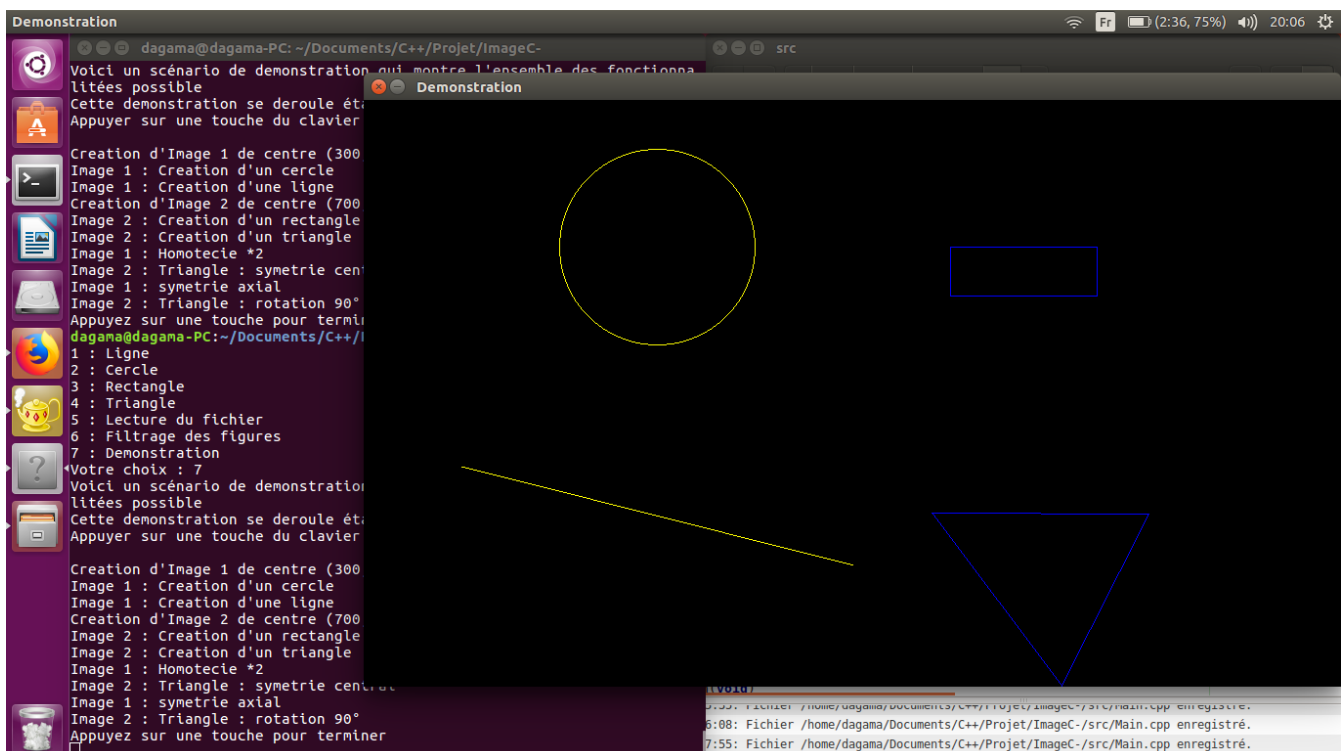 Demonstration
Fr (2:36, 75%) 20:06
dagama@dagama-PC: ~/Documents/C++/Projet/ImageC-
src
Voici un scénario de demonstration qui montre l'ensemble des fonctionna
litées possible
Cette demonstration se deroule
Appuyer sur une touche du clavier
Creation d'Image 1 de centre (300
Image 1 : Creation d'un cercle
Image 1 : Creation d'une ligne
Creation d'Image 2 de centre (700
Image 2 : Creation d'un rectangle
Image 2 : Creation d'un triangle
Image 1 : Homotecie *2
Image 2 : Triangle : symetrie
Image 1 : symetrie axial
Image 2 : Triangle : rotation 90°
Appuyez sur une touche pour
dagama@dagama-PC:~/Documents/C++/
1 : Ligne
2 : Cercle
3 : Rectangle
4 : Triangle
5 : Lecture du fichier
6 : Filtrage des figures
7 : Demonstration
Votre choix : 7
Voici un scénario de demonstration
litées possible
Cette demonstration se deroule
Appuyer sur une touche du clavier
Creation d'Image 1 de centre (300
Image 1 : Creation d'un cercle
Image 1 : Creation d'une ligne
Creation d'Image 2 de centre (700
Image 2 : Creation d'un rectangle
Image 2 : Creation d'un triangle
Image 1 : Homotecie *2
Image 2 : Triangle : symetrie central
Image 1 : symetrie axial
Image 2 : Triangle : rotation 90°
Appuyez sur une touche pour terminer
Demonstration
(void)
Fichier /home/dagama/Documents/C++/Projet/ImageC-/src/Main.cpp enregistré.
6:08: Fichier /home/dagama/Documents/C++/Projet/ImageC-/src/Main.cpp enregistré.
7:55: Fichier /home/dagama/Documents/C++/Projet/ImageC-/src/Main.cpp enregistré.